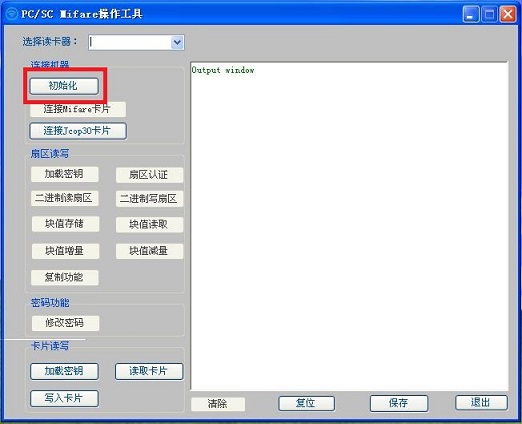 PC/SC Mifare操作工具
选择读卡器：
连接机器
初始化
连接Mifare卡片
连接Jcop30卡片
扇区读写
加载密钥 扇区认证
二进制读扇区 二进制写扇区
块值存储 块值读取
块值增量 块值减量
复制功能
密码功能
修改密码
卡片读写
加载密钥 读取卡片
写入卡片
Output window
清除 复位 保存 退出